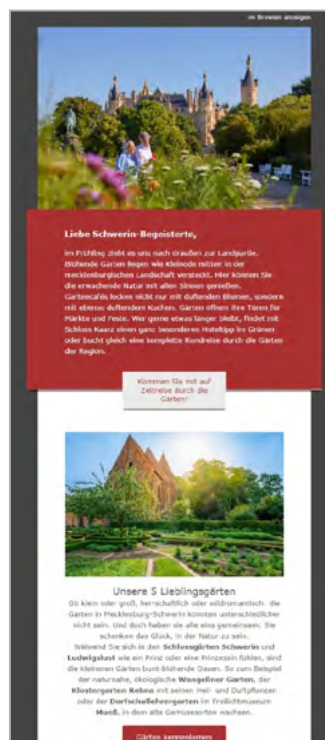 im Browser anzeigen
Liebe Schwerin-Begeisterte,
im Frühling zieht es uns nach draußen zur Landpartie.
Blühende Gärten liegen wie Kleinode mitten in der
mecklenburgischen Landschaft versteckt. Hier können Sie
die erwachende Natur mit allen Sinnen genießen.
Gartencafés locken nicht nur mit duftenden Blumen, sondern
mit ebenso duftendem Kuchen. Gärten öffnen ihre Türen für
Märkte und Feste. Wer gerne etwas länger bleibt, findet mit
Schloss Kaarz einen ganz besonderen Hoteltipp im Grünen
oder bucht gleich eine komplette Rundreise durch die Gärten
der Region.
Kommen Sie mit auf
Zeitreise durch die
Gärten!
Unsere 5 Lieblingsgärten
Ob klein oder groß, herrschaftlich oder wildromantisch: die
Gärten in Mecklenburg-Schwerin könnten unterschiedlicher
nicht sein. Und doch haben sie alle eins gemeinsam: Sie
schenken das Glück, in der Natur zu sein.
Während Sie sich in den Schlossgärten Schwerin und
Ludwigslust wie ein Prinz oder eine Prinzessin fühlen, sind
die kleineren Gärten bunt-blühende Oasen. So zum Beispiel
der naturnahe, ökologische Wangeliner Garten, der
Klostergarten Rehna mit seinen Heil- und Duftpflanzen
oder der Dorfschullehrergarten im Freilichtmuseum
Mueß, in dem alte Gemüsesorten wachsen.
Gärten kennenlernen